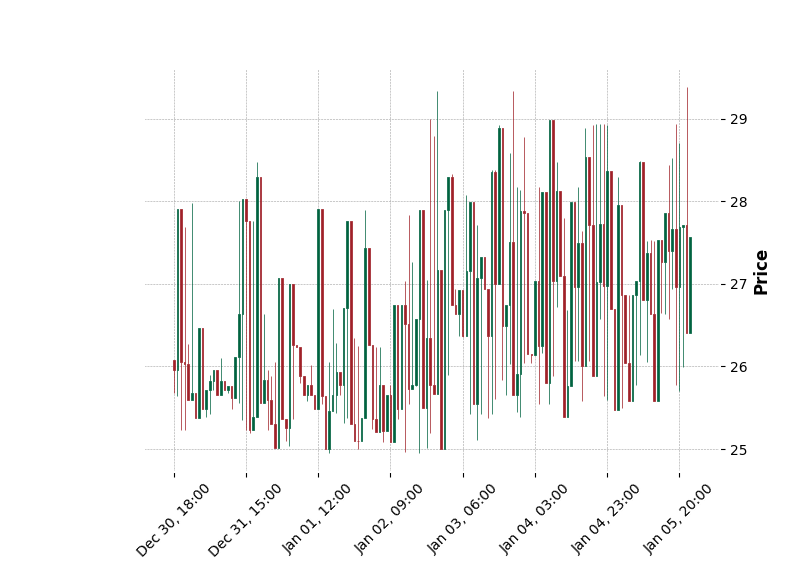 29
28
27
26
25
Price
Dec 30, 18:00
Dec 31, 15:00
Jan 01, 12:00
Jan 02, 09:00
Jan 03, 06:00
Jan 04, 03:00
Jan 04, 23:00
Jan 05, 20:00